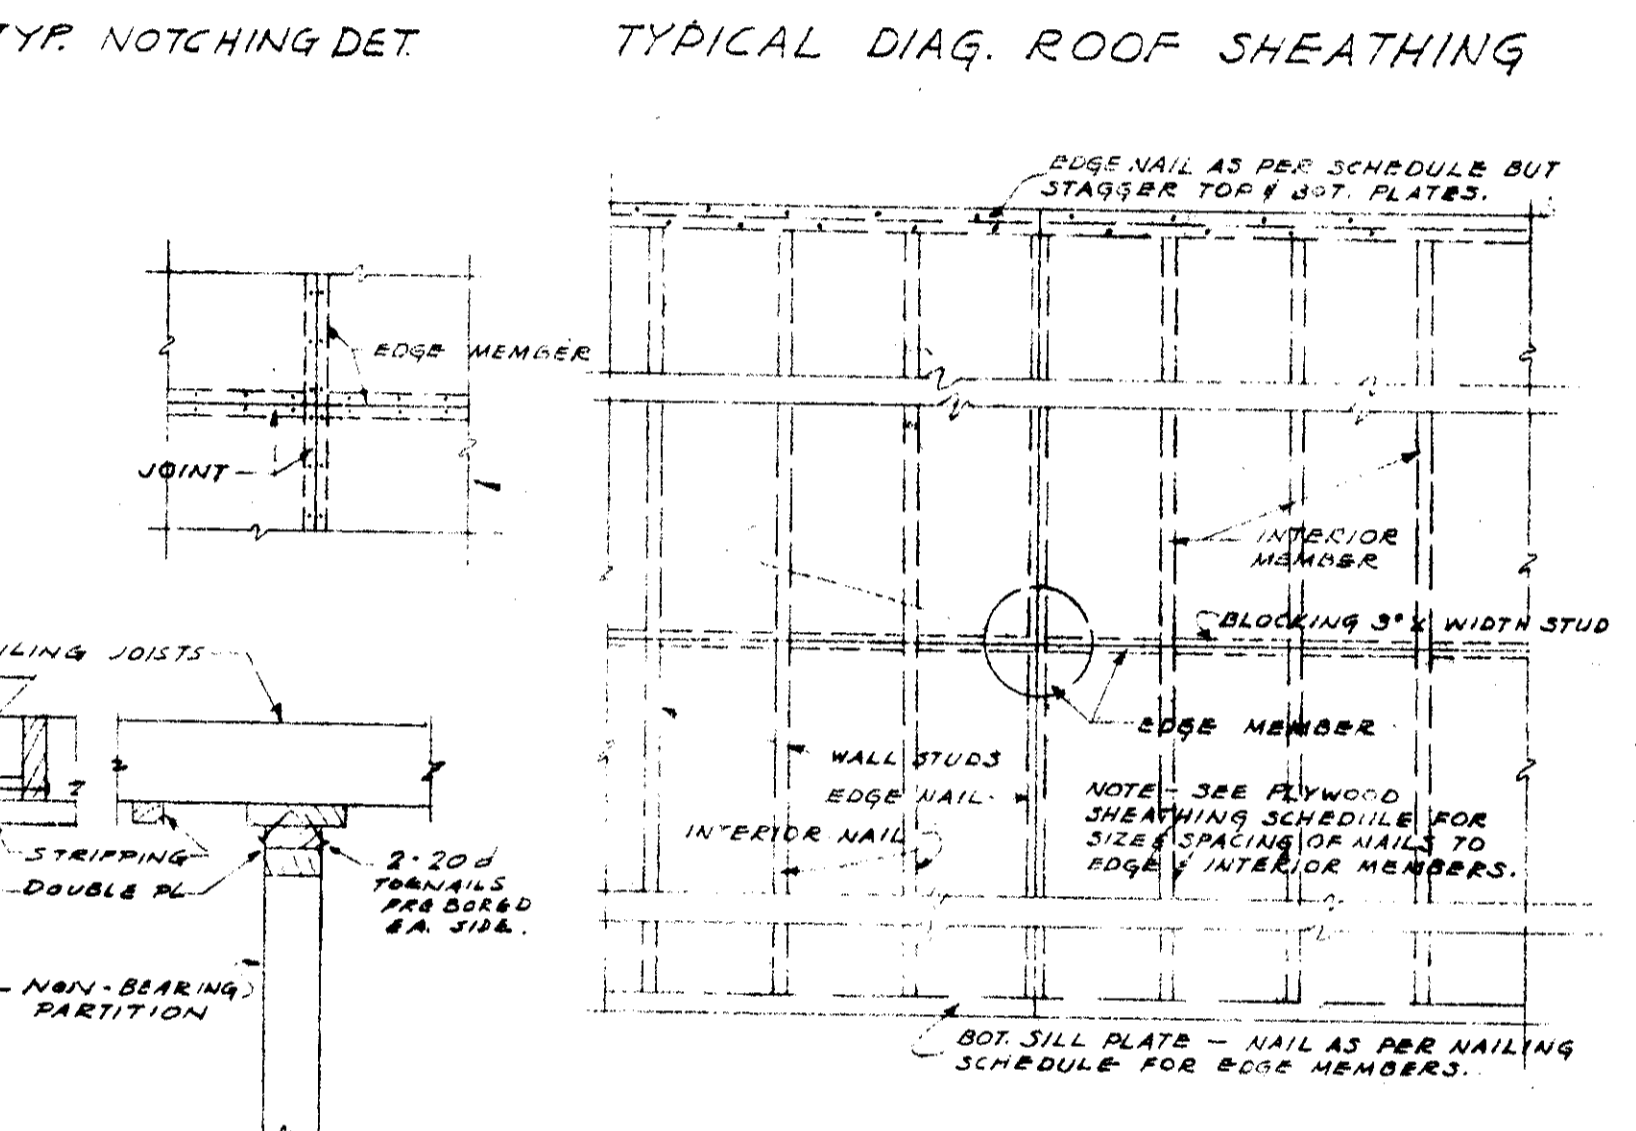 TYP. NOTCHING DET.
TYPICAL DIAG. ROOF SHEATHING
EDGE NAIL AS PER SCHEDULE BUT
STAGGER TOP & BOT. PLATES.
EDGE MEMBER
JOINT
INTERIOR
MEMBER
BLOCKING 3" X WIDTH STUD
EDGE MEMBER
WALL STUDS
EDGE NAIL
INTERIOR NAIL
NOTE - SEE PLYWOOD
SHEATHING SCHEDULE FOR
SIZE & SPACING OF NAILS TO
EDGE & INTERIOR MEMBERS.
BOT. SILL PLATE - NAIL AS PER NAILING
SCHEDULE FOR EDGE MEMBERS.
ILING JOISTS
STRIPPING
DOUBLE PL
2-20d
TOENAILS
PRE BORED
EA. SIDE.
NON-BEARING
PARTITION